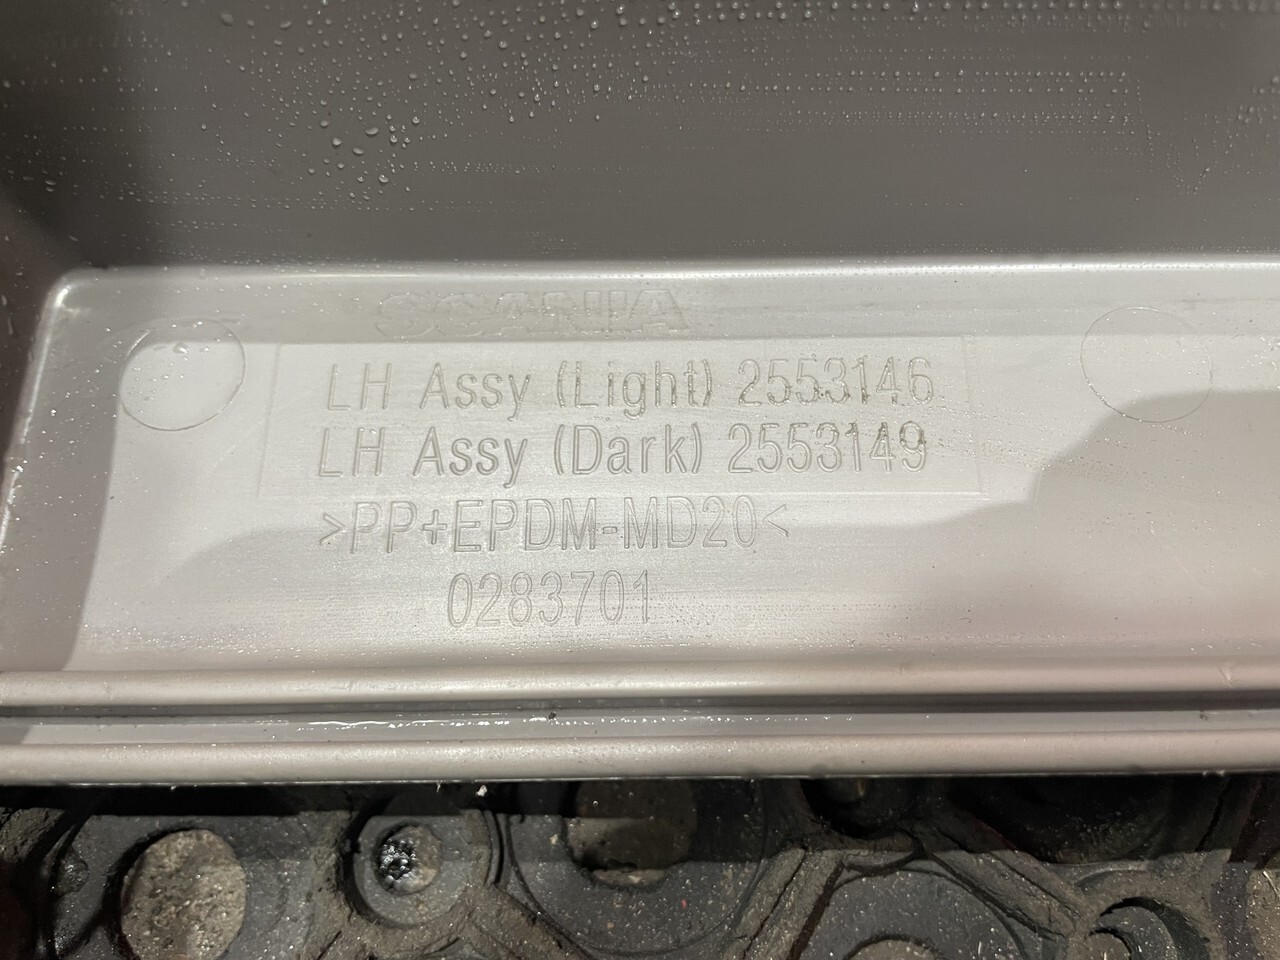 SCANIA
LH Assy (Light) 2553146
LH Assy (Dark) 2553149
>PP+EPDM-MD20<
0283701